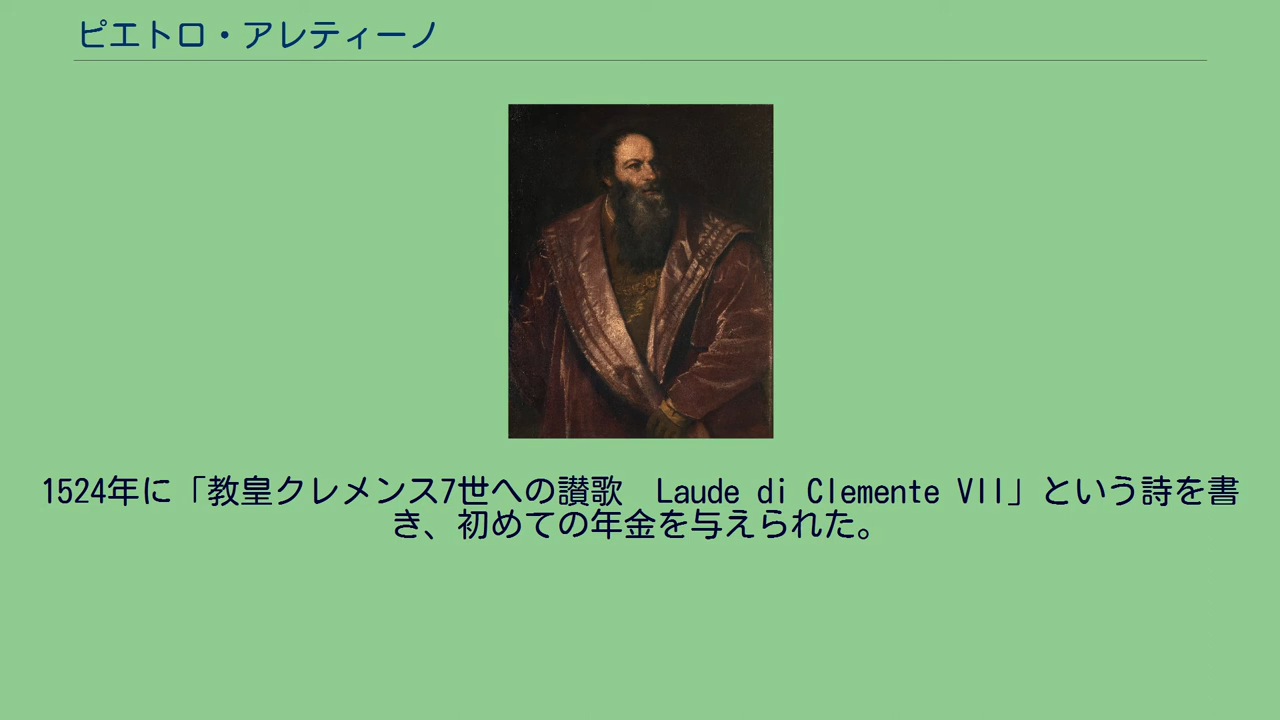 ピエトロ・アレティーノ
1524年に「教皇クレメンス7世への讃歌　Laude di Clemente VII」という詩を書
き、初めての年金を与えられた。